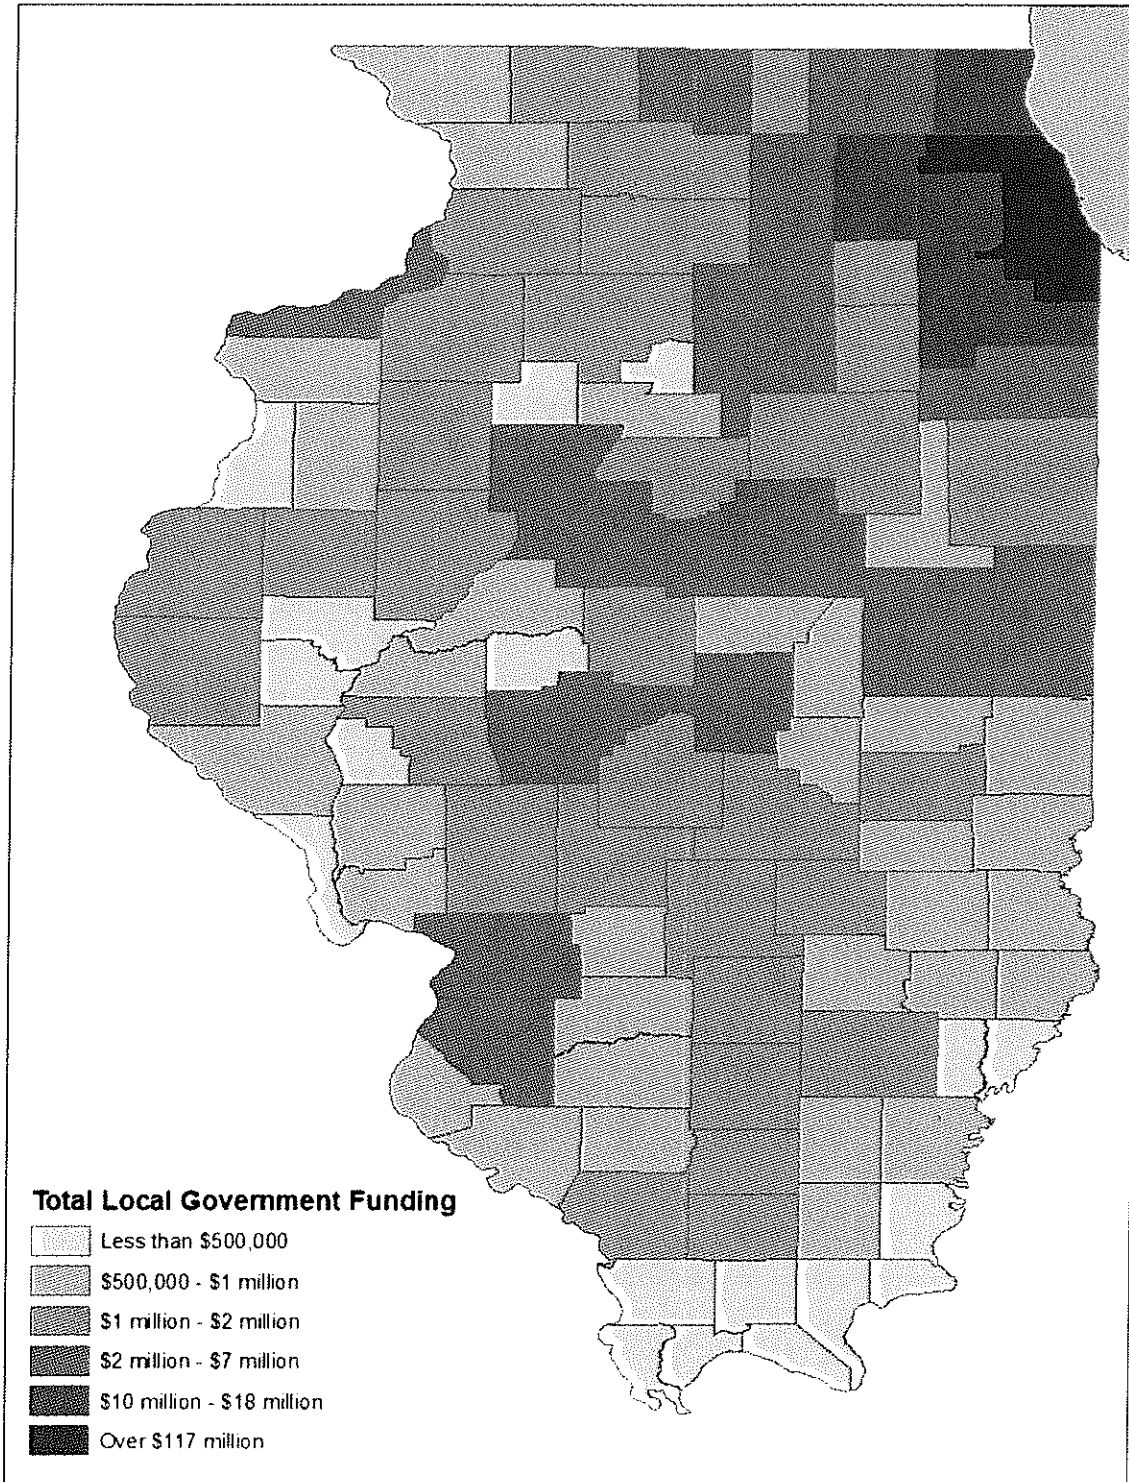 Total Local Government Funding
Less than $500,000
$500,000 - $1 million
$1 million - $2 million
$2 million - $7 million
$10 million - $18 million
Over $117 million